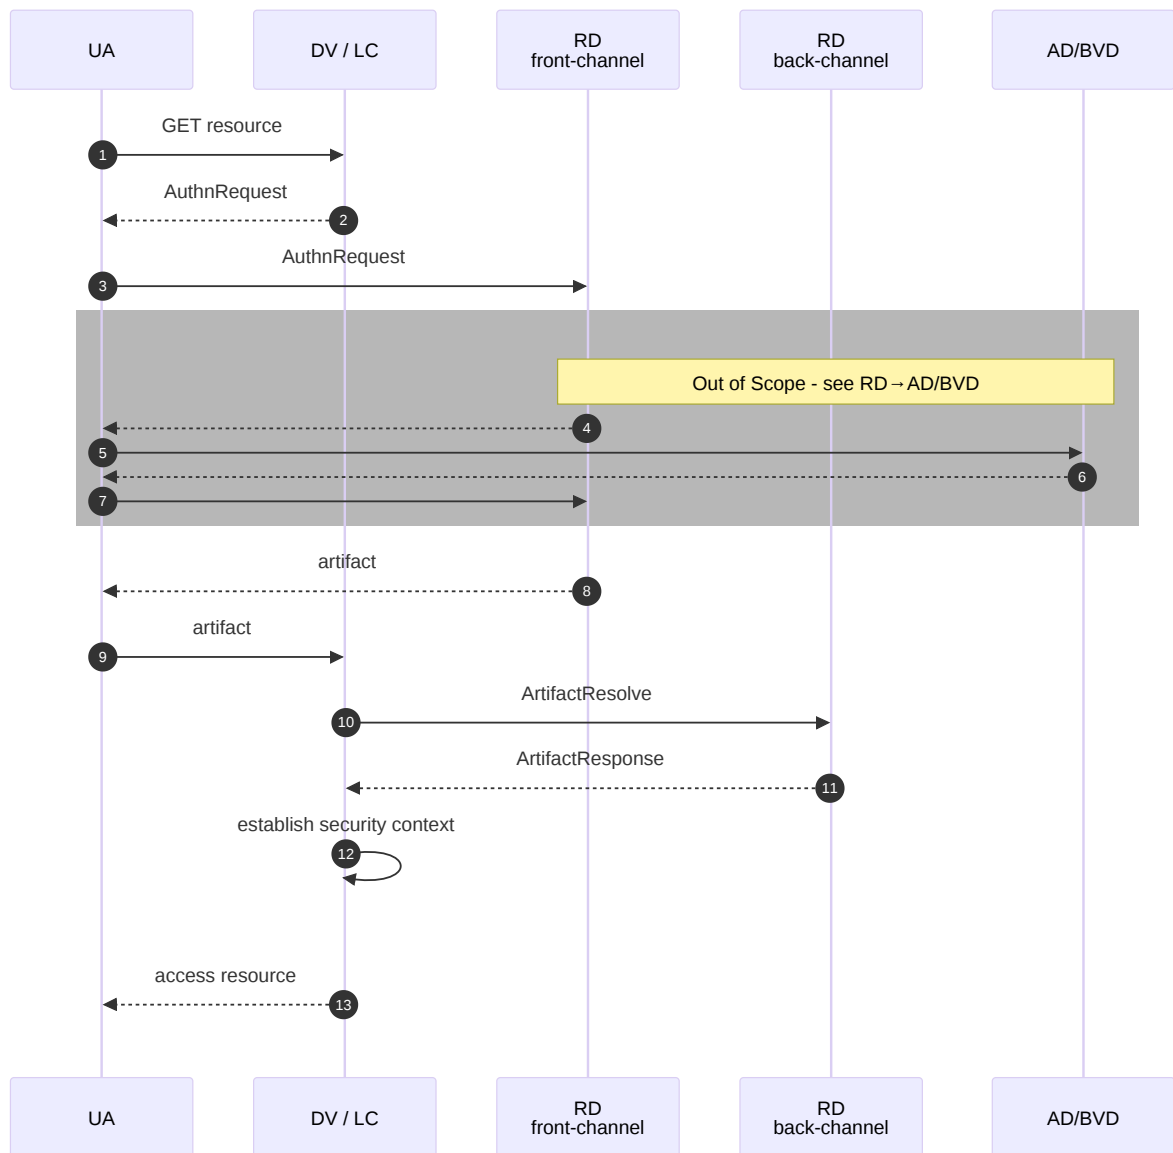 UA
DV / LC
RD
front-channel
RD
back-channel
AD/BVD
GET resource
1
AuthnRequest
2
AuthnRequest
3
Out of Scope - see RD→AD/BVD
4
5
6
7
artifact
8
artifact
9
ArtifactResolve
10
ArtifactResponse
11
establish security context
12
access resource
13
UA
DV / LC
RD
front-channel
RD
back-channel
AD/BVD